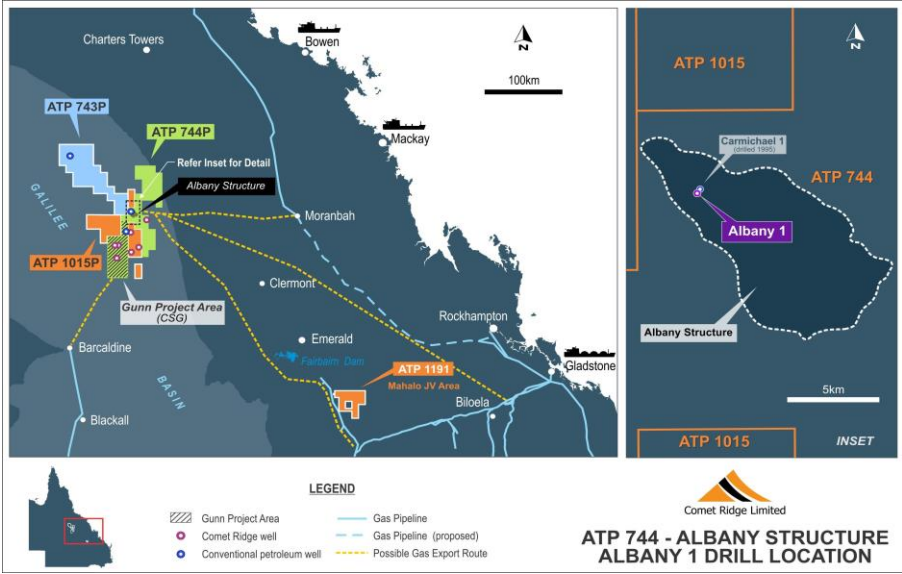 Charters Towers
Bowen
N
100km
ATP 743P
ATP 744P
Mackay
Refer Inset for Detail
Albany Structure
GALILEE
Moranbah
ATP 1015P
Clermont
Gunn Project Area
(CSG)
Rockhampton
Emerald
Barcaldine
Fairbairn Dam
Gladstone
ATP 1191
Mahalo JV Area
BASIN
Biloela
Blackall
N
ATP 1015
Carmichael 1
(drilled 1995)
ATP 744
Albany 1
Albany Structure
5km
ATP 1015
INSET
LEGEND
Gunn Project Area
Comet Ridge well
Conventional petroleum well
Gas Pipeline
Gas Pipeline (proposed)
Possible Gas Export Route
Comet Ridge Limited
ATP 744 - ALBANY STRUCTURE
ALBANY 1 DRILL LOCATION